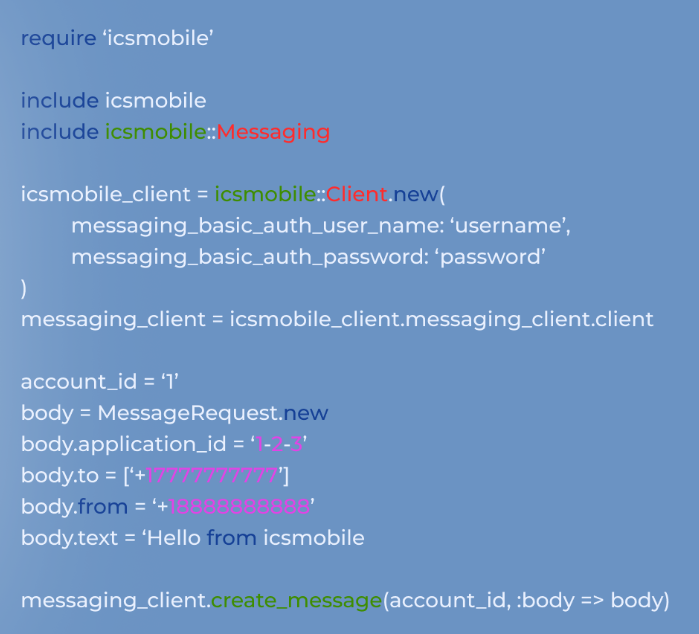 require ‘icsmobile’
include icsmobile
include icsmobile::Messaging
icsmobile_client = icsmobile::Client.new(
messaging_basic_auth_user_name: ‘username’,
messaging_basic_auth_password: ‘password’
)
messaging_client = icsmobile_client.messaging_client.client
account_id = ‘1’
body = MessageRequest.new
body.application_id = ‘1-2-3’
body.to = [‘+17777777777’]
body.from = ‘+18888888888’
body.text = ‘Hello from icsmobile
messaging_client.create_message(account_id, :body => body)